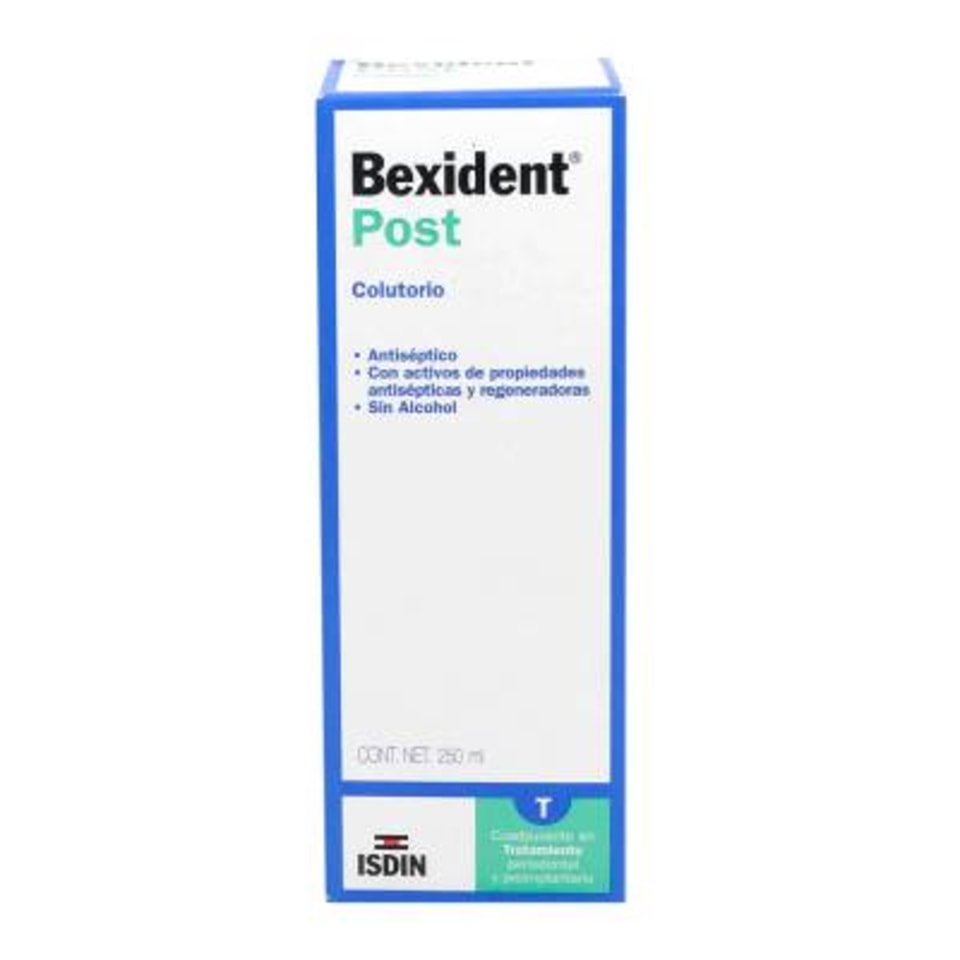 Bexident®
Post
Colutorio
• Antiséptico
• Con activos de propiedades
antisépticas y regeneradoras
• Sin Alcohol
CONT. NET. 250 ml
T
Coadyuvante en
Tratamiento
periodontal
y periimplantario
ISDIN